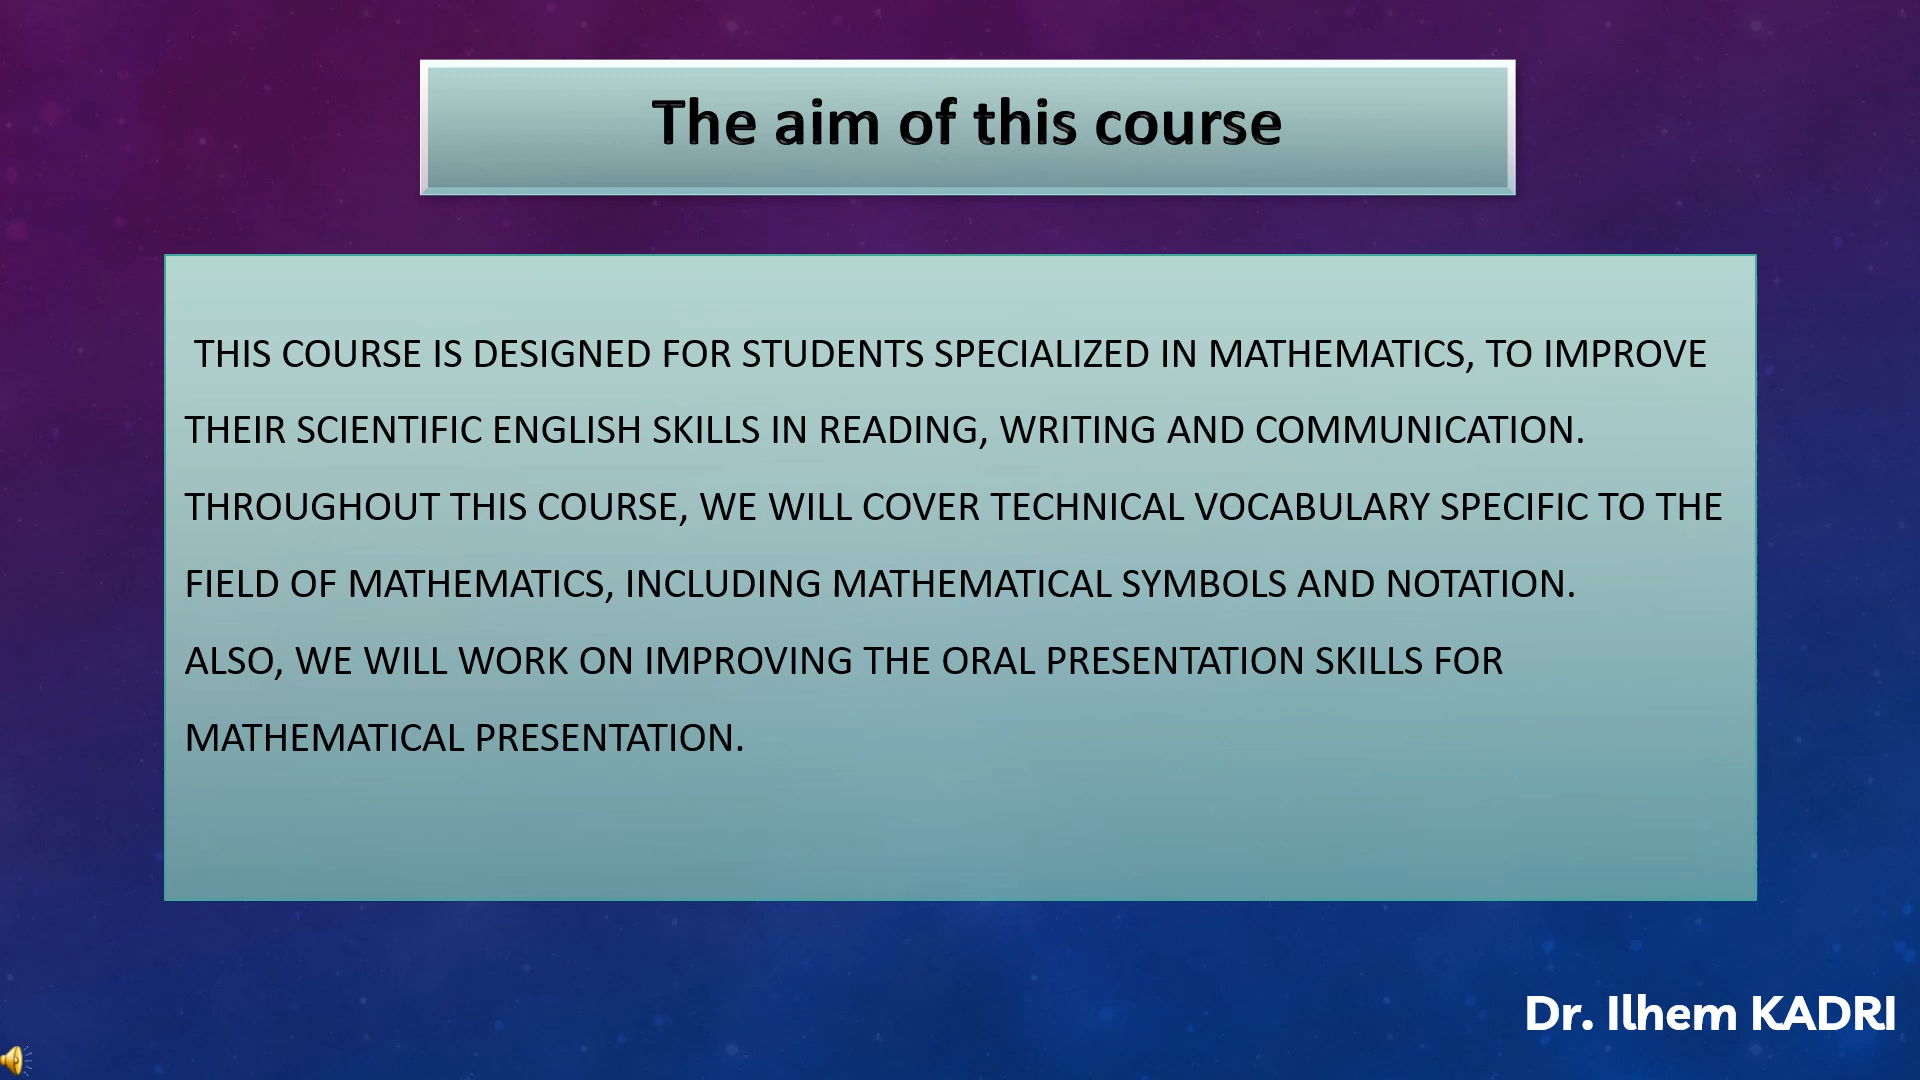 The aim of this course
THIS COURSE IS DESIGNED FOR STUDENTS SPECIALIZED IN MATHEMATICS, TO IMPROVE
THEIR SCIENTIFIC ENGLISH SKILLS IN READING, WRITING AND COMMUNICATION.
THROUGHOUT THIS COURSE, WE WILL COVER TECHNICAL VOCABULARY SPECIFIC TO THE
FIELD OF MATHEMATICS, INCLUDING MATHEMATICAL SYMBOLS AND NOTATION.
ALSO, WE WILL WORK ON IMPROVING THE ORAL PRESENTATION SKILLS FOR
MATHEMATICAL PRESENTATION.
Dr. Ilhem KADRI